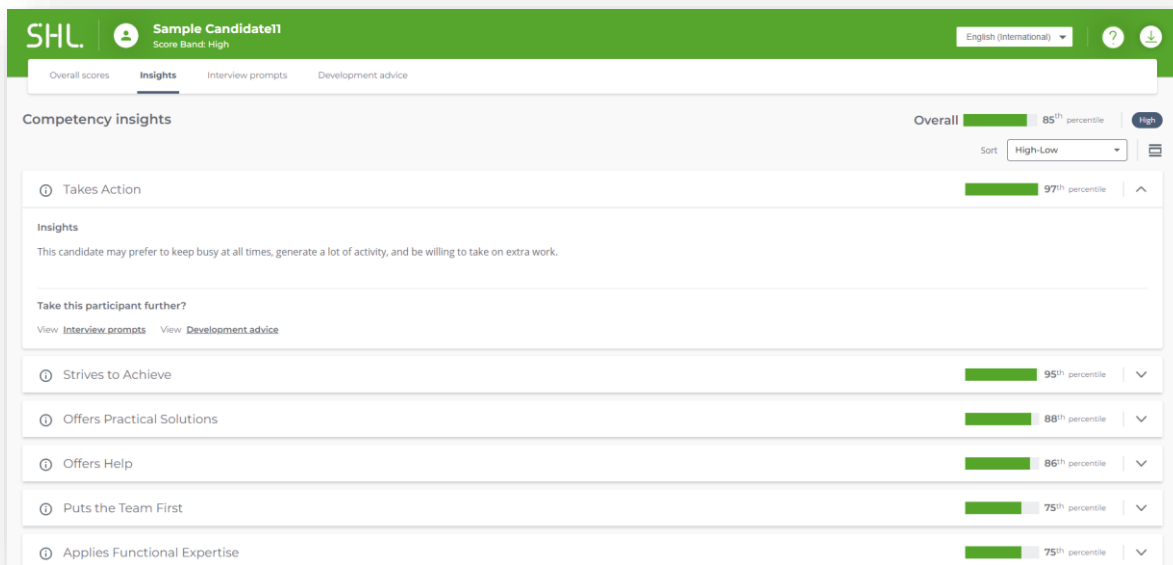 SHL.
Sample Candidate11
Score Band: High
English (International)
?
Overall scores Insights Interview prompts Development advice
Competency insights
Overall 85th percentile High
Sort High-Low
Takes Action 97th percentile
Insights
This candidate may prefer to keep busy at all times, generate a lot of activity, and be willing to take on extra work.
Take this participant further?
View Interview prompts View Development advice
Strives to Achieve 95th percentile
Offers Practical Solutions 88th percentile
Offers Help 86th percentile
Puts the Team First 75th percentile
Applies Functional Expertise 75th percentile